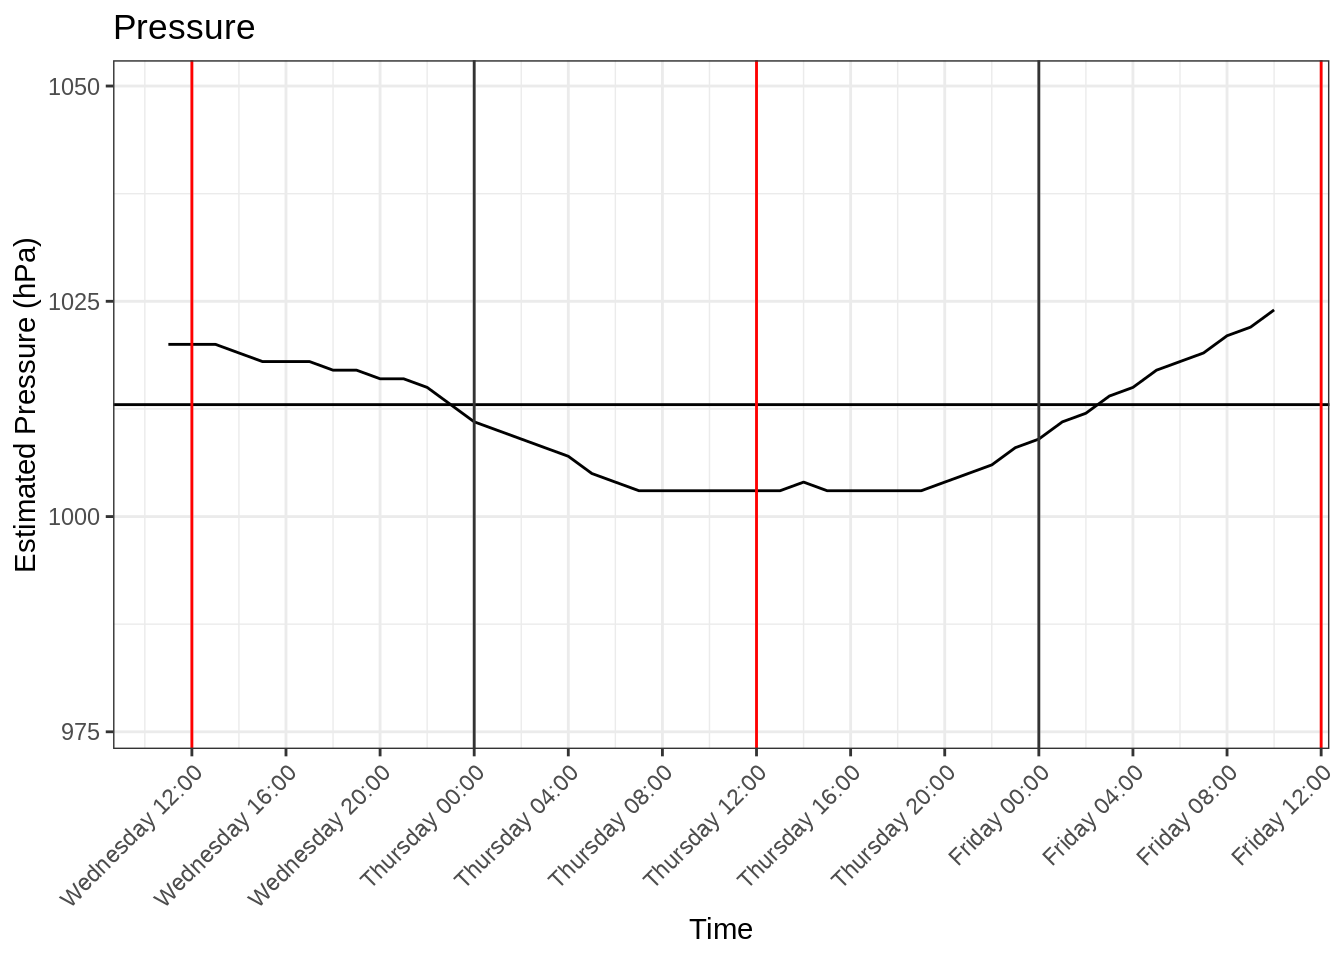 Pressure
Estimated Pressure (hPa)
1050
1025
1000
975
Wednesday 12:00
Wednesday 16:00
Wednesday 20:00
Thursday 00:00
Thursday 04:00
Thursday 08:00
Thursday 12:00
Thursday 16:00
Thursday 20:00
Friday 00:00
Friday 04:00
Friday 08:00
Friday 12:00
Time